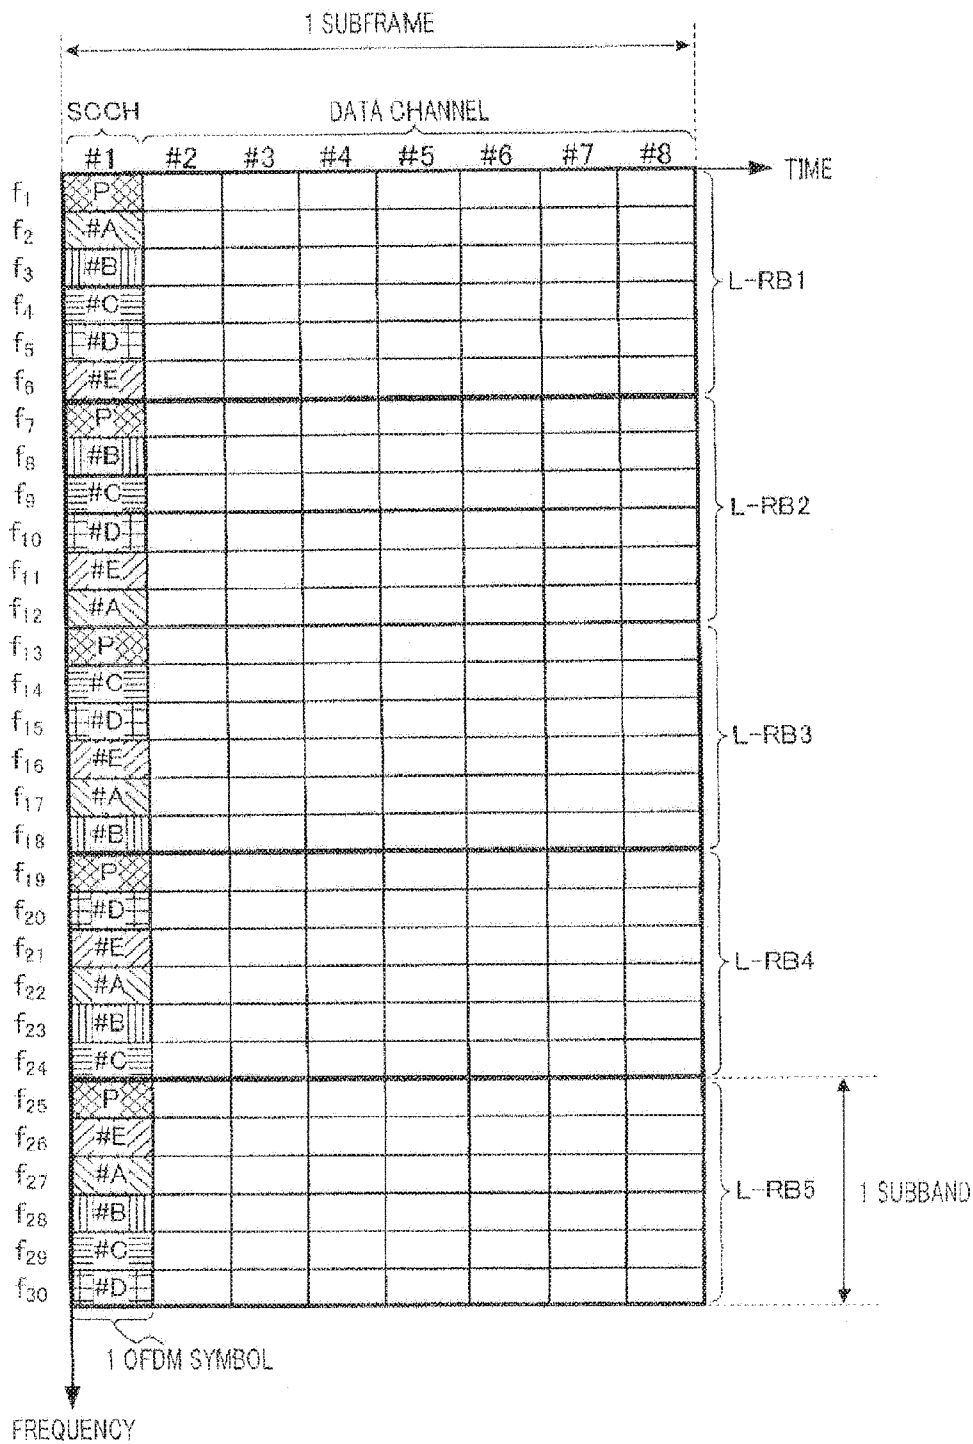 1 SUBFRAME
SCCH DATA CHANNEL
#1 #2 #3 #4 #5 #6 #7 #8 TIME
f1 P
f2 #A
f3 #B
f4 #C L-RB1
f5 #D
f6 #E
f7 P
f8 #B
f9 #C
f10 #D L-RB2
f11 #E
f12 #A
f13 P
f14 #C
f15 #D L-RB3
f16 #E
f17 #A
f18 #B
f19 P
f20 #D
f21 #E L-RB4
f22 #A
f23 #B
f24 #C
f25 P
f26 #E
f27 #A L-RB5 1 SUBBAND
f28 #B
f29 #C
f30 #D
1 OFDM SYMBOL
FREQUENCY